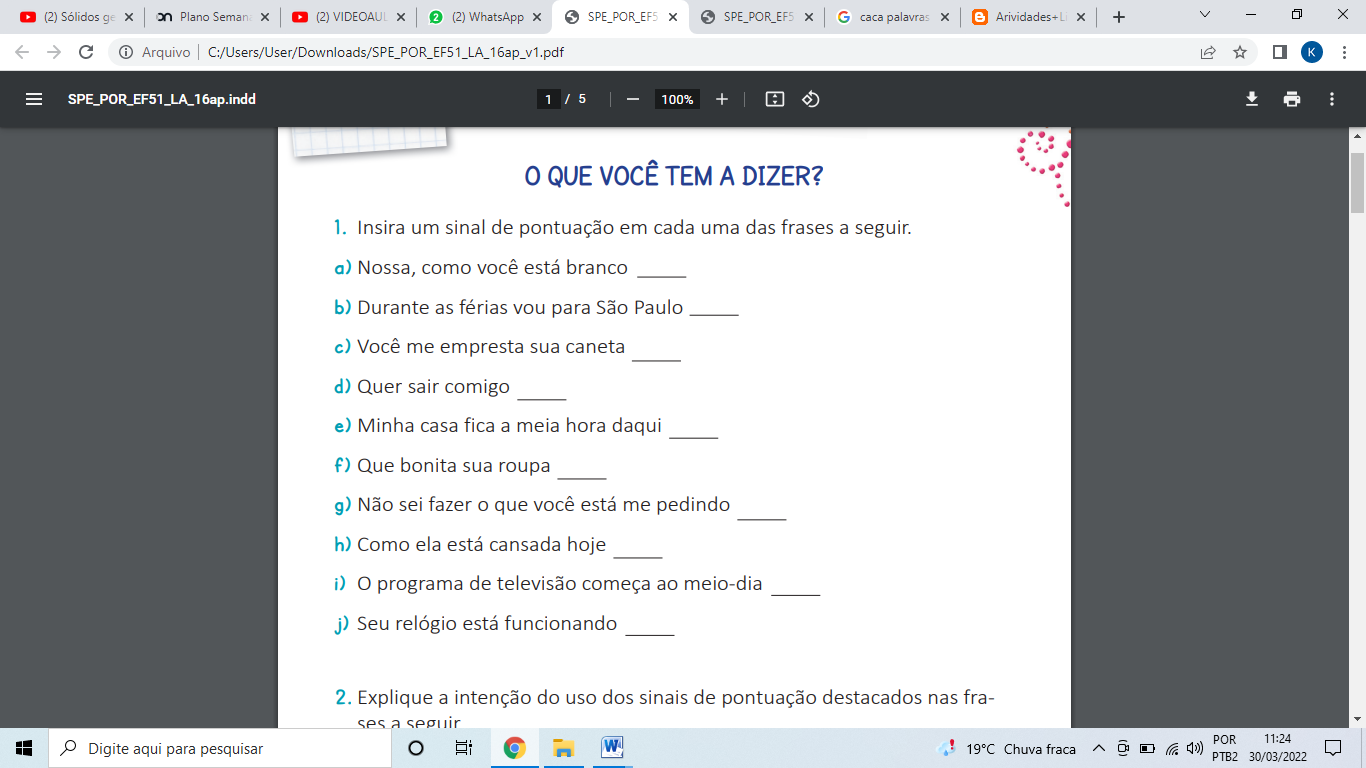 (2) Sólidos ge
Plano Seman
(2) VIDEOAUL
(2) WhatsApp
SPE_POR_EF5
SPE_POR_EF5
caca palavras
Arividades+Li
Arquivo
C:/Users/User/Downloads/SPE_POR_EF51_LA_16ap_v1.pdf
K
SPE_POR_EF51_LA_16ap.indd
1 / 5
100%
O QUE VOCÊ TEM A DIZER?
1. Insira um sinal de pontuação em cada uma das frases a seguir.
a) Nossa, como você está branco _____
b) Durante as férias vou para São Paulo _____
c) Você me empresta sua caneta _____
d) Quer sair comigo _____
e) Minha casa fica a meia hora daqui _____
f) Que bonita sua roupa _____
g) Não sei fazer o que você está me pedindo _____
h) Como ela está cansada hoje _____
i) O programa de televisão começa ao meio-dia _____
j) Seu relógio está funcionando _____
2. Explique a intenção do uso dos sinais de pontuação destacados nas fra-
ses a seguir
Digite aqui para pesquisar
19°C Chuva fraca
POR
PTB2
11:24
30/03/2022